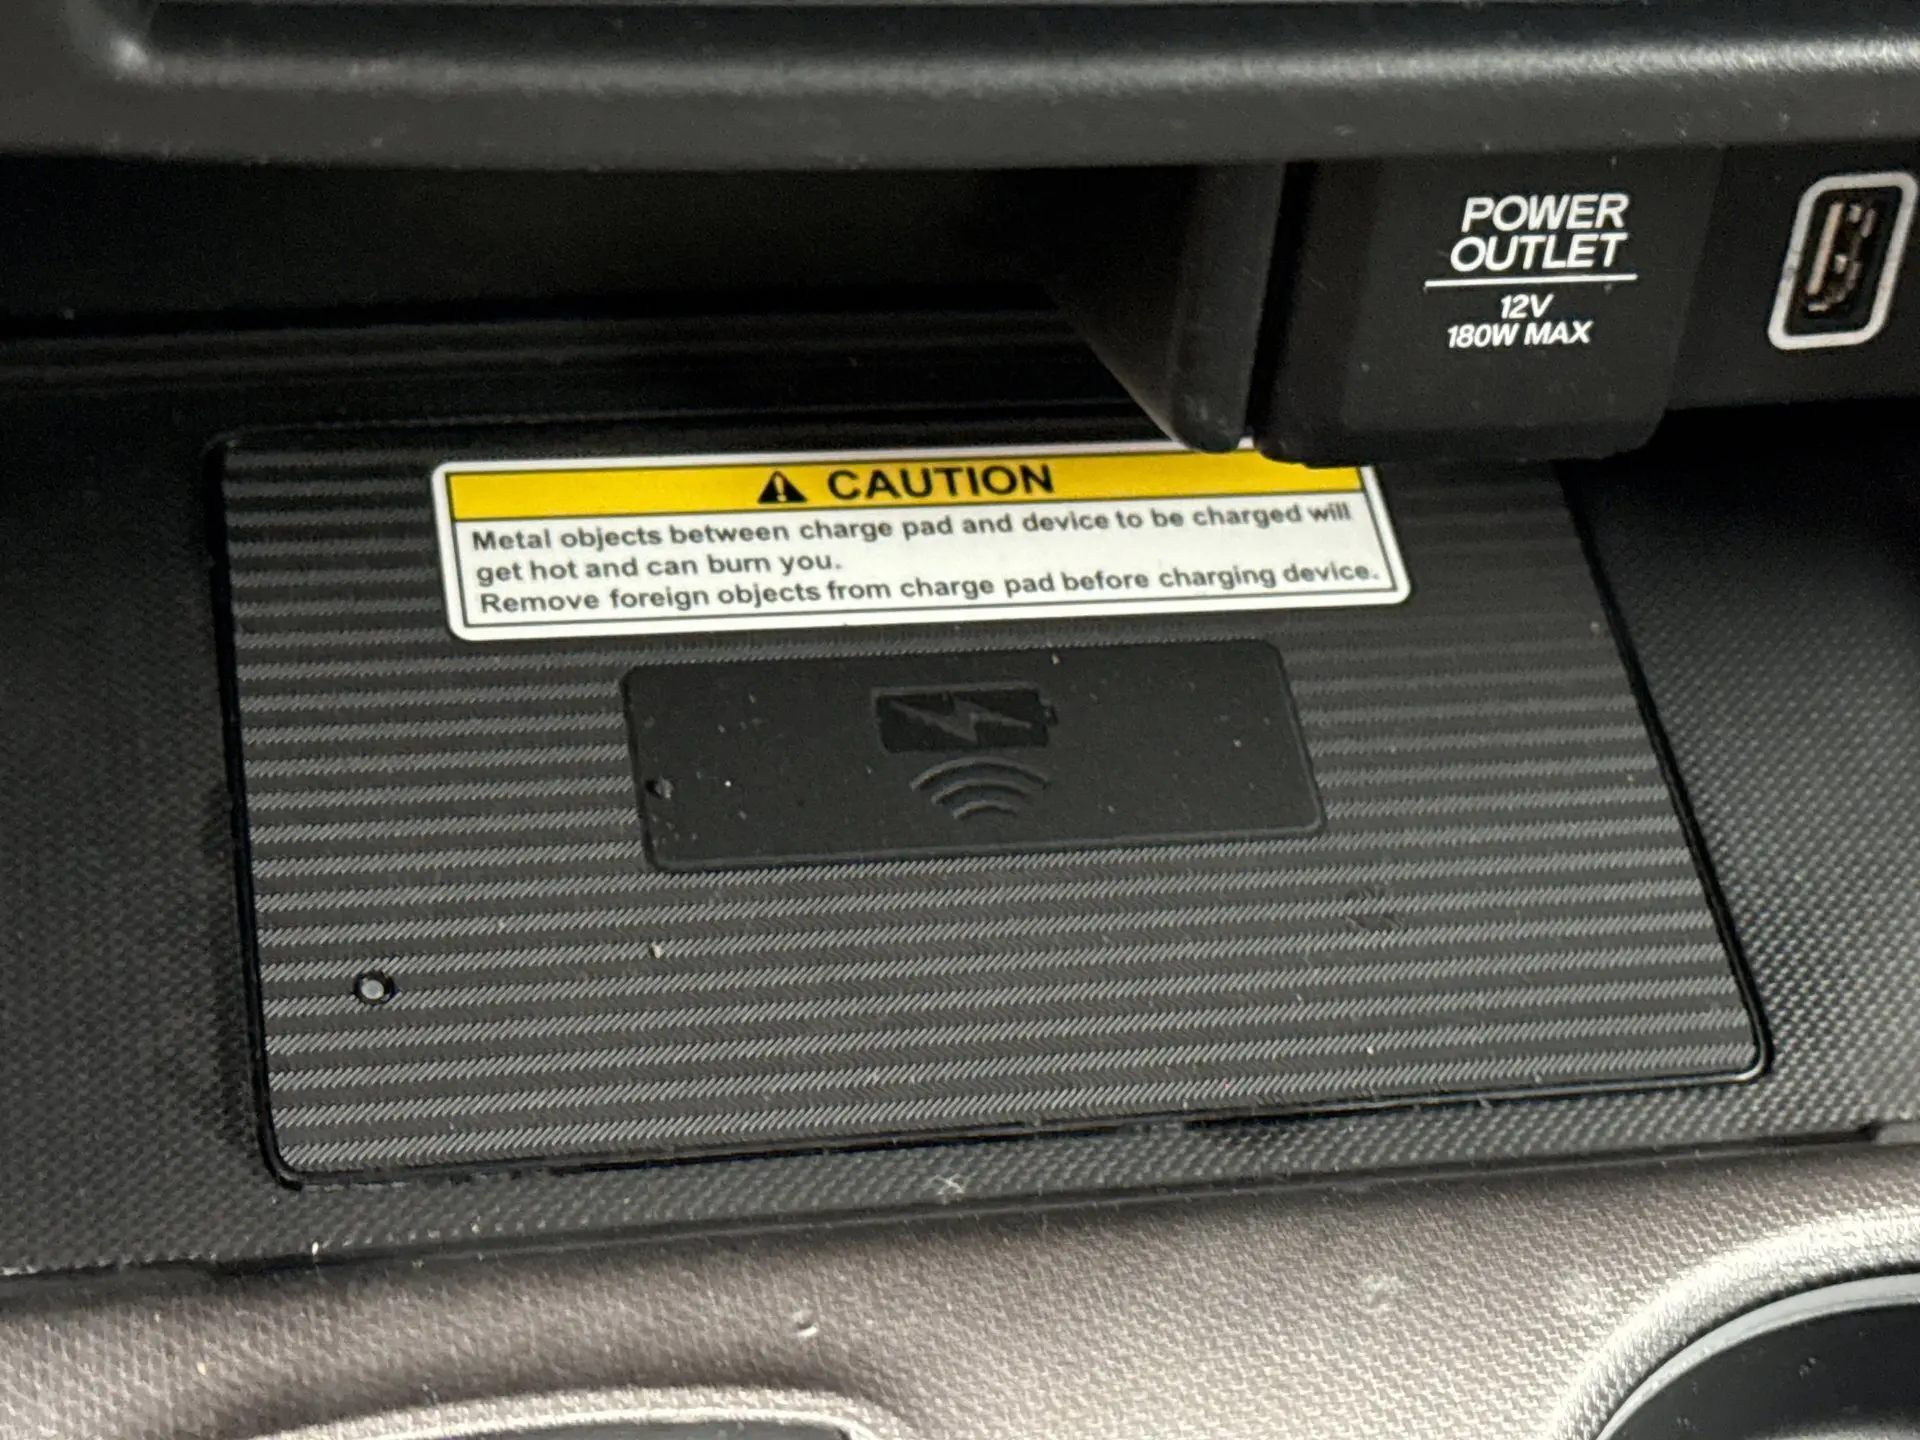 POWER
OUTLET
12V
180W MAX
CAUTION
Metal objects between charge pad and device to be charged will
get hot and can burn you.
Remove foreign objects from charge pad before charging device.